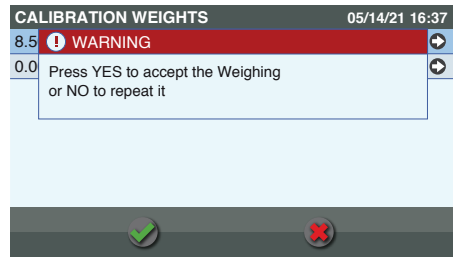 CALIBRATION WEIGHTS 05/14/21 16:37
8.5
WARNING
0.0
Press YES to accept the Weighing
or NO to repeat it